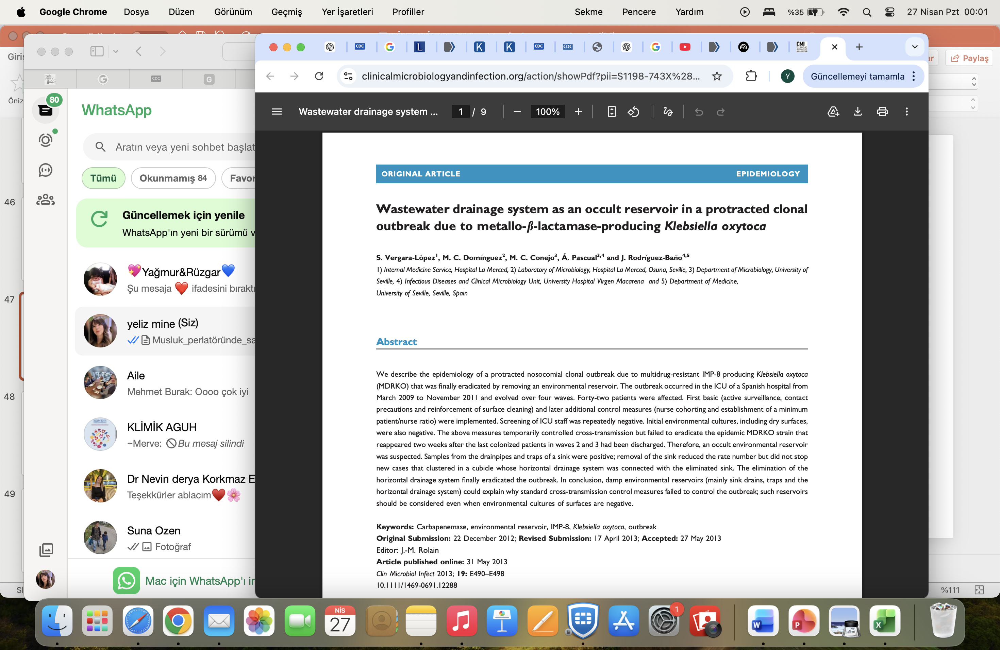 Google Chrome Dosya Düzen Görünüm Geçmiş Yer İşaretleri Profiller Sekme Pencere Yardım %35 27 Nisan Pzt 00:01
Paylaş
46
47
48
49
%111
80
WhatsApp
Aratın veya yeni sohbet başlat
Tümü Okunmamış 84 Favor
Güncellemek için yenile
WhatsApp'ın yeni bir sürümü v
💖Yağmur&Rüzgar💙
Şu mesaja ❤️ ifadesini bıraktı
yeliz mine (Siz)
Musluk_perlatöründe_sa
Aile
Mehmet Burak: Oooo çok iyi
KLİMİK AGUH
~Merve: Bu mesaj silindi
Dr Nevin derya Korkmaz E
Teşekkürler ablacım❤️🌸
Suna Ozen
Fotoğraf
Mac için WhatsApp'ı in
clinicalmicrobiologyandinfection.org/action/showPdf?pii=S1198-743X%28...
Y
Güncellemeyi tamamla
Wastewater drainage system ... 1 / 9 100%
ORIGINAL ARTICLE EPIDEMIOLOGY
Wastewater drainage system as an occult reservoir in a protracted clonal
outbreak due to metallo-β-lactamase-producing Klebsiella oxytoca
S. Vergara-López1, M. C. Domínguez2, M. C. Conejo3, Á. Pascual3,4 and J. Rodríguez-Baño4,5
1) Internal Medicine Service, Hospital La Merced, 2) Laboratory of Microbiology, Hospital La Merced, Osuna, Seville, 3) Department of Microbiology, University of
Seville, 4) Infectious Diseases and Clinical Microbiology Unit, University Hospital Virgen Macarena and 5) Department of Medicine,
University of Seville, Seville, Spain
Abstract
We describe the epidemiology of a protracted nosocomial clonal outbreak due to multidrug-resistant IMP-8 producing Klebsiella oxytoca
(MDRKO) that was finally eradicated by removing an environmental reservoir. The outbreak occurred in the ICU of a Spanish hospital from
March 2009 to November 2011 and evolved over four waves. Forty-two patients were affected. First basic (active surveillance, contact
precautions and reinforcement of surface cleaning) and later additional control measures (nurse cohorting and establishment of a minimum
patient/nurse ratio) were implemented. Screening of ICU staff was repeatedly negative. Initial environmental cultures, including dry surfaces,
were also negative. The above measures temporarily controlled cross-transmission but failed to eradicate the epidemic MDRKO strain that
reappeared two weeks after the last colonized patients in waves 2 and 3 had been discharged. Therefore, an occult environmental reservoir
was suspected. Samples from the drainpipes and traps of a sink were positive; removal of the sink reduced the rate number but did not stop
new cases that clustered in a cubicle whose horizontal drainage system was connected with the eliminated sink. The elimination of the
horizontal drainage system finally eradicated the outbreak. In conclusion, damp environmental reservoirs (mainly sink drains, traps and the
horizontal drainage system) could explain why standard cross-transmission control measures failed to control the outbreak; such reservoirs
should be considered even when environmental cultures of surfaces are negative.
Keywords: Carbapenemase, environmental reservoir, IMP-8, Klebsiella oxytoca, outbreak
Original Submission: 22 December 2012; Revised Submission: 17 April 2013; Accepted: 27 May 2013
Editor: J.-M. Rolain
Article published online: 31 May 2013
Clin Microbiol Infect 2013; 19: E490–E498
10.1111/1469-0691.12288
NİS
27
1